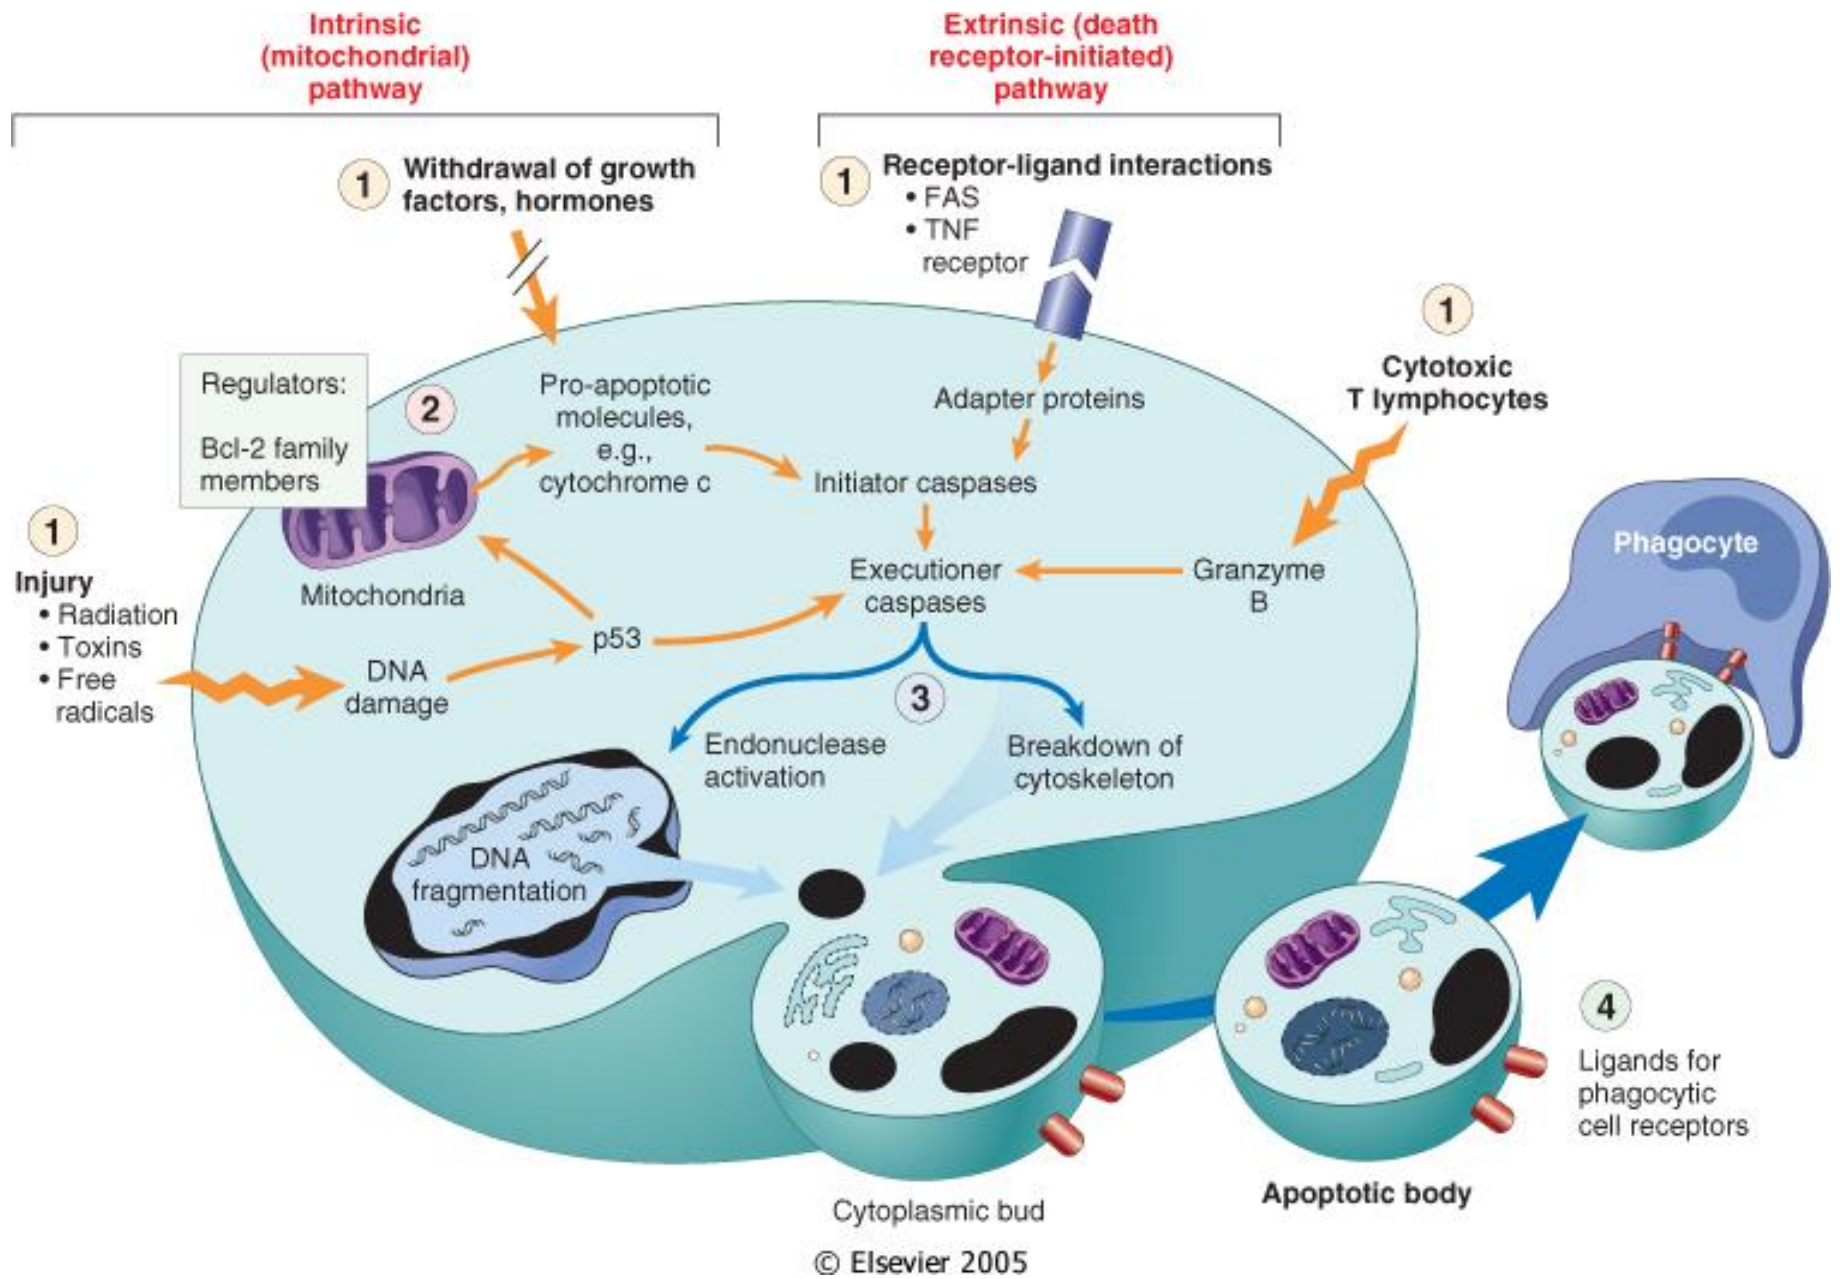 Intrinsic
(mitochondrial)
pathway
Extrinsic (death
receptor-initiated)
pathway
1
Withdrawal of growth
factors, hormones
1
Receptor-ligand interactions
• FAS
• TNF
receptor
1
Cytotoxic
T lymphocytes
Regulators:
Bcl-2 family
members
2
Pro-apoptotic
molecules,
e.g.,
cytochrome c
Adapter proteins
Initiator caspases
1
Injury
• Radiation
• Toxins
• Free
radicals
Mitochondria
Executioner
caspases
Granzyme
B
Phagocyte
p53
DNA
damage
3
Endonuclease
activation
Breakdown of
cytoskeleton
DNA
fragmentation
4
Ligands for
phagocytic
cell receptors
Cytoplasmic bud
Apoptotic body
© Elsevier 2005